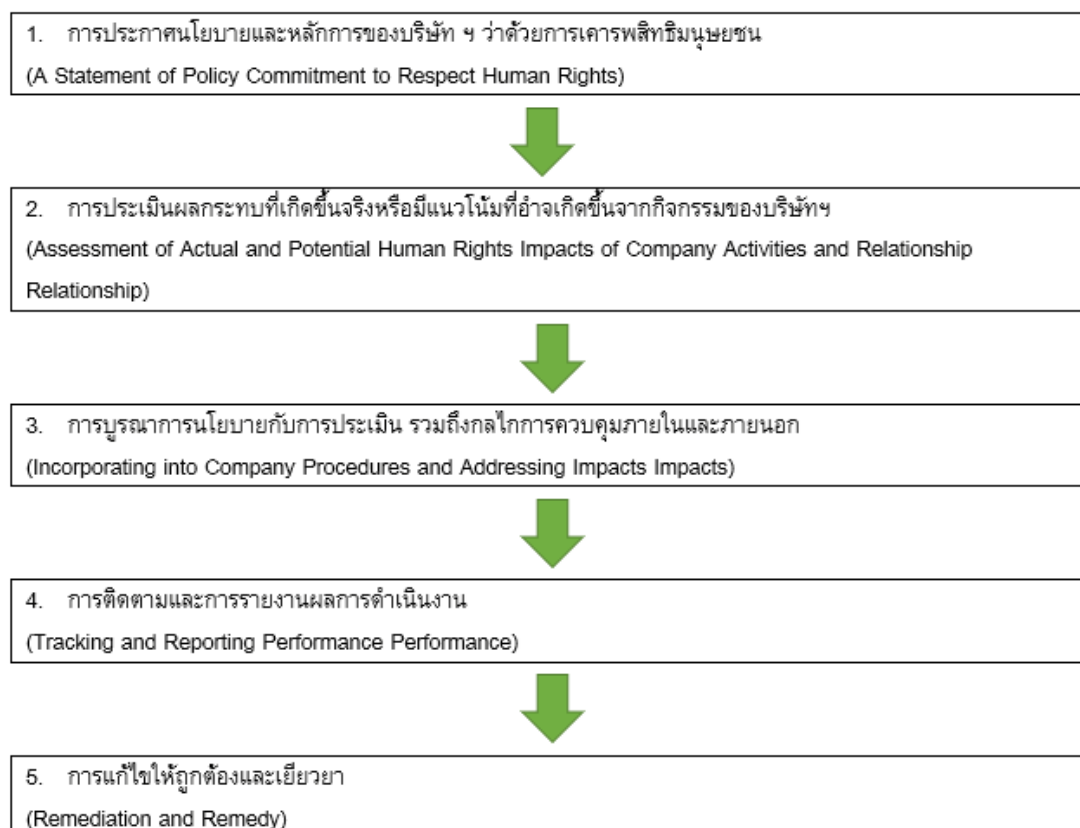 1. การประกาศนโยบายและหลักการของบริษัท ฯ ว่าด้วยการเคารพสิทธิมนุษยชน
(A Statement of Policy Commitment to Respect Human Rights)
2. การประเมินผลกระทบที่เกิดขึ้นจริงหรือมีแนวโน้มที่อำจเกิดขึ้นจากกิจกรรมของบริษัทฯ
(Assessment of Actual and Potential Human Rights Impacts of Company Activities and Relationship
Relationship)
3. การบูรณาการนโยบายกับการประเมิน รวมถึงกลไกการควบคุมภายในและภายนอก
(Incorporating into Company Procedures and Addressing Impacts Impacts)
4. การติดตามและการรายงานผลการดำเนินงาน
(Tracking and Reporting Performance Performance)
5. การแก้ไขให้ถูกต้องและเยียวยา
(Remediation and Remedy)